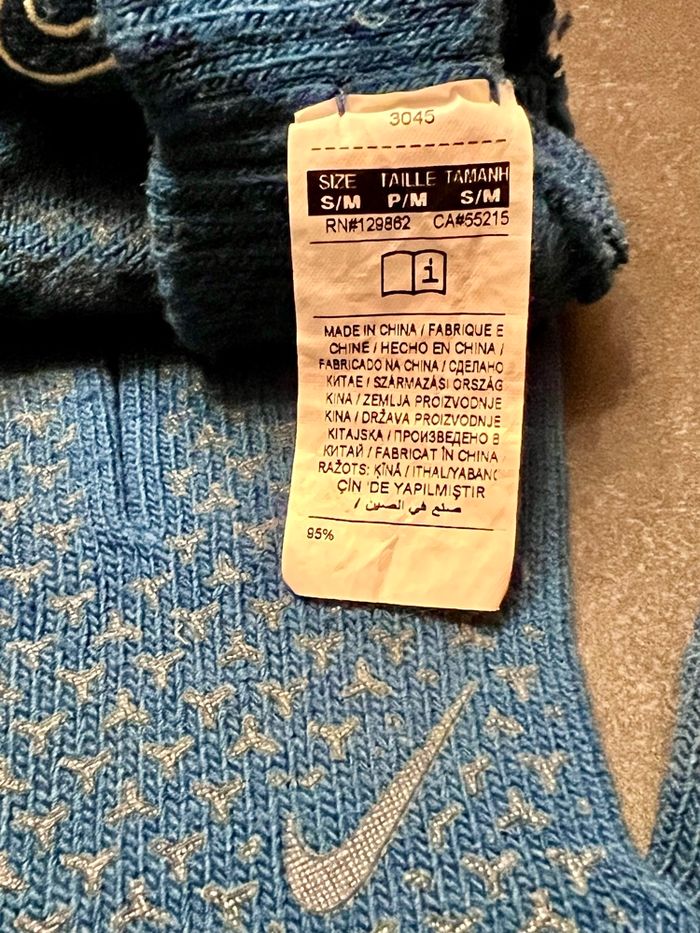 3045
SIZE TAILLE TAMANH
S/M P/M S/M
RN#129862 CA#55215
i
MADE IN CHINA / FABRIQUE E
CHINE / HECHO EN CHINA /
FABRICADO NA CHINA / СДЕЛАНО
КИТАЕ / SZÁRMAZÁSI ORSZÁG
KINA / ZEMLJA PROIZVODNJE
KINA / DRŽAVA PROIZVODNJE
KITAJSKA / ПРОИЗВЕДЕНО В
КИТАЙ / FABRICAT ÎN CHINA
RAŽOTS: ĶĪNĀ / ITHAL/YABANC
ÇİN 'DE YAPILMIŞTIR
/ صنع في الصين
95%